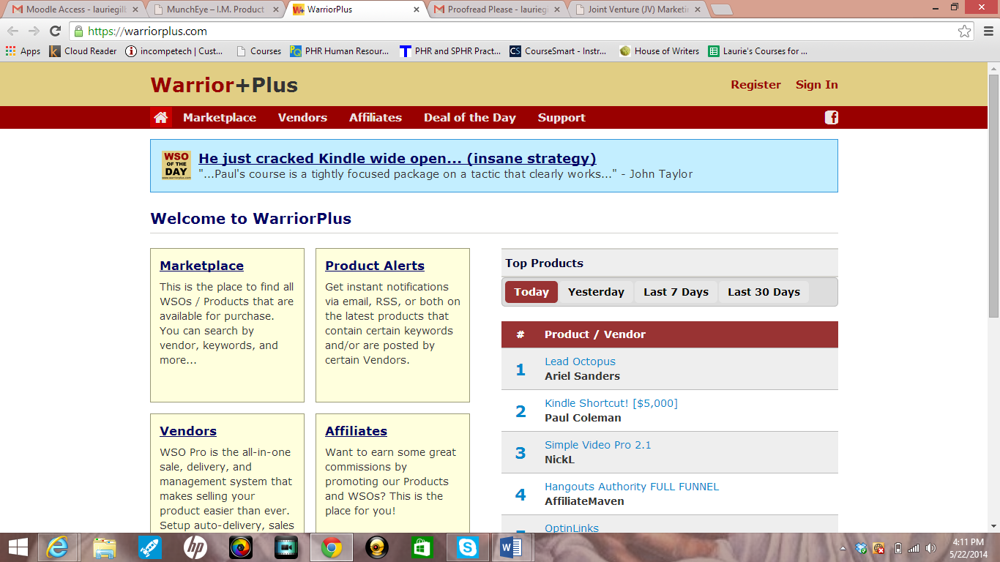 Moodle Access - lauriegilb
MunchEye – I.M. Product
WarriorPlus
Proofread Please - laurieg
Joint Venture (JV) Marketi
https://warriorplus.com
Apps
Cloud Reader
incompetech | Cust...
Courses
PHR Human Resour...
PHR and SPHR Pract...
CourseSmart - Instr...
House of Writers
Laurie's Courses for ...
Warrior+Plus
Register Sign In
Marketplace Vendors Affiliates Deal of the Day Support
WSO
OF THE
DAY
www.warriorplus.com
He just cracked Kindle wide open... (insane strategy)
"...Paul's course is a tightly focused package on a tactic that clearly works..." - John Taylor
Welcome to WarriorPlus
Marketplace
This is the place to find all
WSOs / Products that are
available for purchase.
You can search by
vendor, keywords, and
more...
Product Alerts
Get instant notifications
via email, RSS, or both on
the latest products that
contain certain keywords
and/or are posted by
certain Vendors.
Vendors
WSO Pro is the all-in-one
sale, delivery, and
management system that
makes selling your
product easier than ever.
Setup auto-delivery, sales
Affiliates
Want to earn some great
commissions by
promoting our Products
and WSOs? This is the
place for you!
Top Products
Today Yesterday Last 7 Days Last 30 Days
# Product / Vendor
1 Lead Octopus
Ariel Sanders
2 Kindle Shortcut! [$5,000]
Paul Coleman
3 Simple Video Pro 2.1
NickL
4 Hangouts Authority FULL FUNNEL
AffiliateMaven
OptinLinks
4:11 PM
5/22/2014